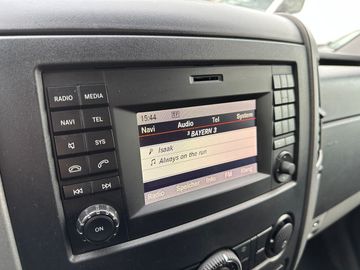 15:44
Navi Audio Tel System
³ BAYERN 3
Isaak
Always on the run
Radio Speicher Info FM Klang
RADIO MEDIA
NAVI TEL
SYS
ON